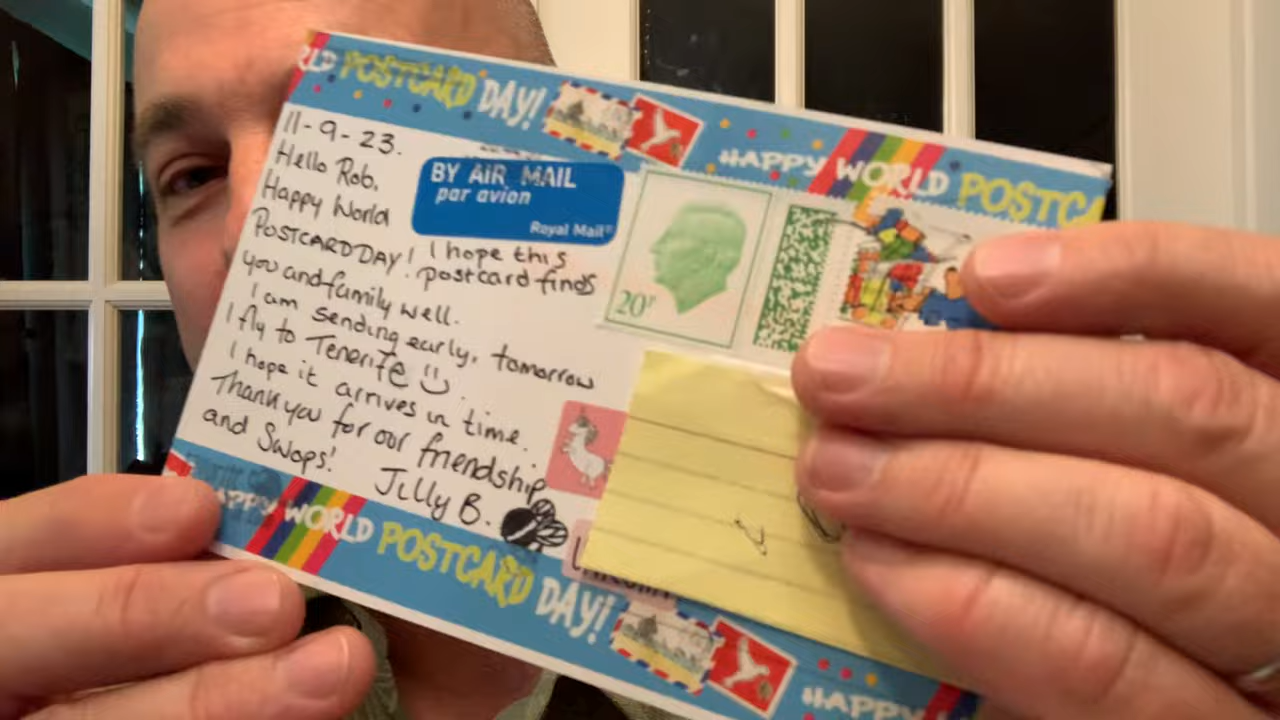 RLD POSTCARD DAY!
HAPPY WORLD POSTCA
11-9-23.
Hello Rob,
Happy World
POSTCARD DAY! I hope this
postcard finds
you and family well.
I am sending early, tomorrow
I fly to Tenerife
I hope it arrives in time.
Thank you for our friendship
and Swops!
Jilly B.
BY AIR MAIL
par avion
Royal Mail
20P
HAPPY WORLD POSTCARD DAY!
HAPPY